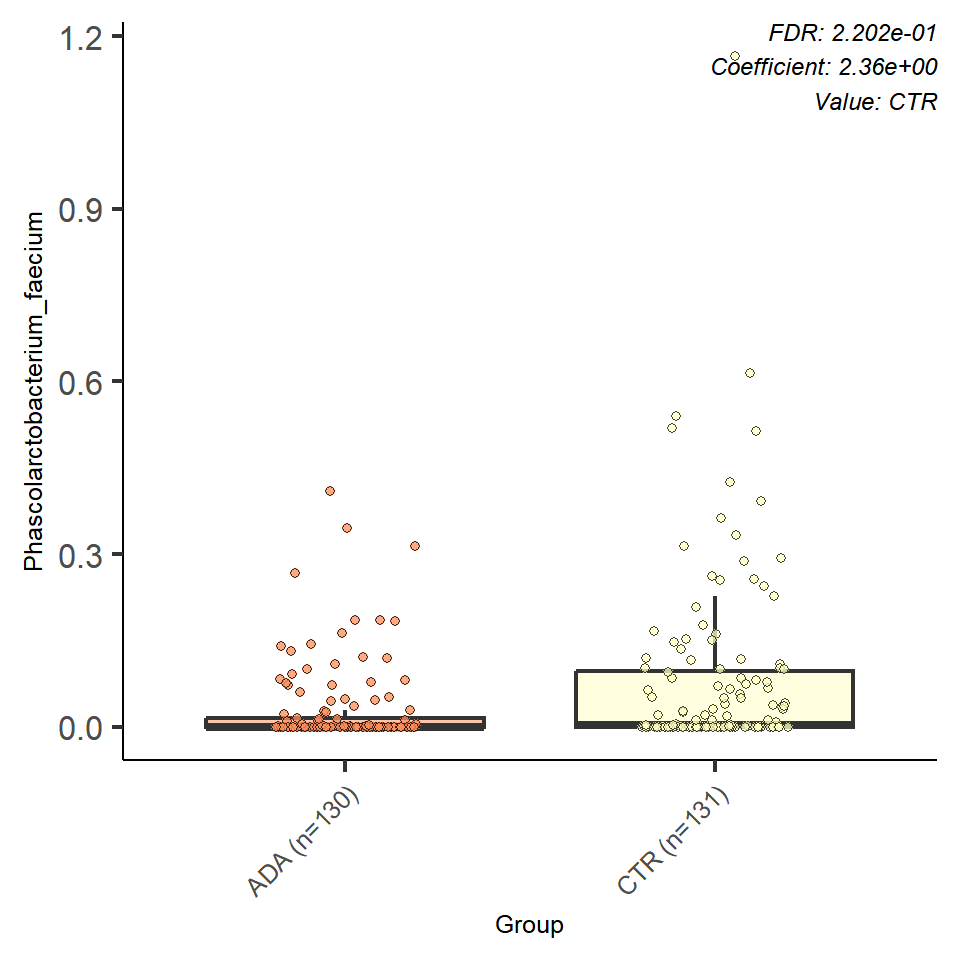 FDR: 2.202e-01
Coefficient: 2.36e+00
Value: CTR
1.2
0.9
0.6
0.3
0.0
Phascolarctobacterium_faecium
ADA (n=130)
CTR (n=131)
Group